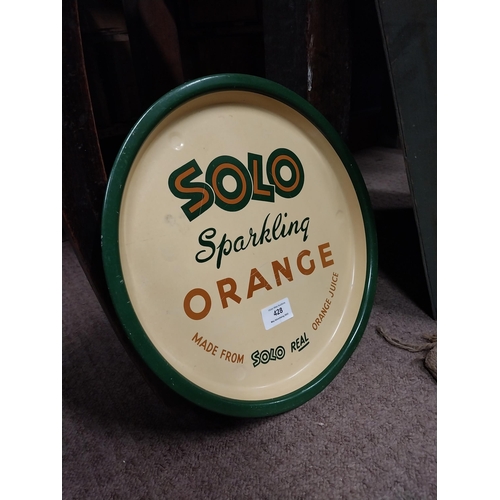 SOLO
Sparkling
ORANGE
428
MADE FROM SOLO REAL ORANGE JUICE